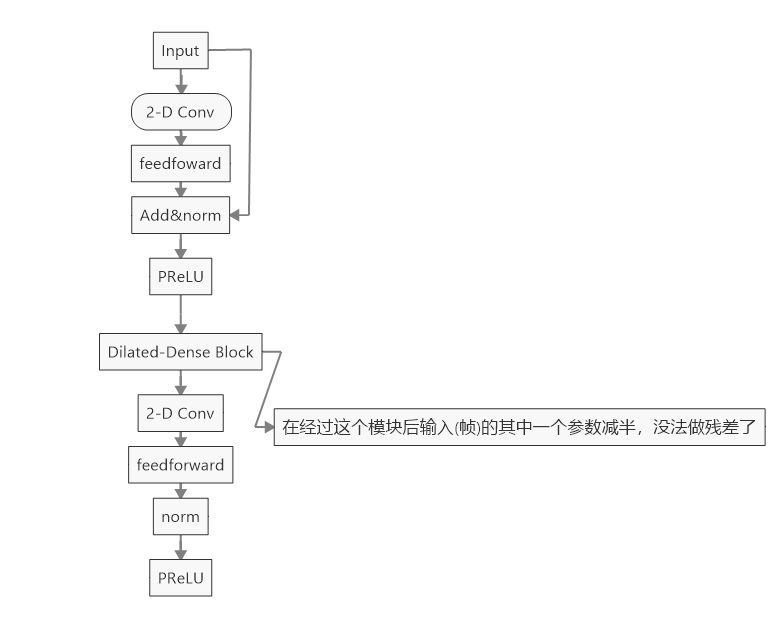 Input
2-D Conv
feedfoward
Add&norm
PReLU
Dilated-Dense Block
2-D Conv
在经过这个模块后输入(帧)的其中一个参数减半，没法做残差了
feedforward
norm
PReLU